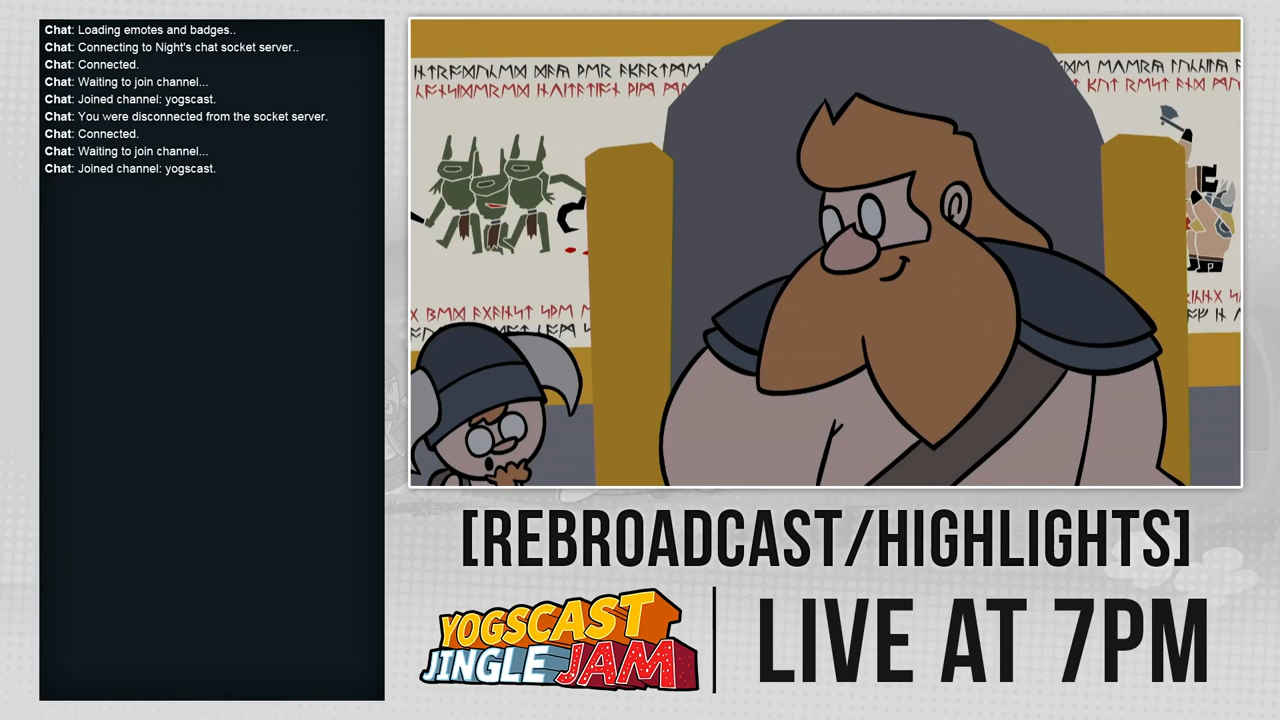 Chat: Loading emotes and badges..
Chat: Connecting to Night's chat socket server..
Chat: Connected.
Chat: Waiting to join channel...
Chat: Joined channel: yogscast.
Chat: You were disconnected from the socket server.
Chat: Connected.
Chat: Waiting to join channel...
Chat: Joined channel: yogscast.
[REBROADCAST/HIGHLIGHTS]
YOGSCAST
JINGLE JAM
LIVE AT 7PM